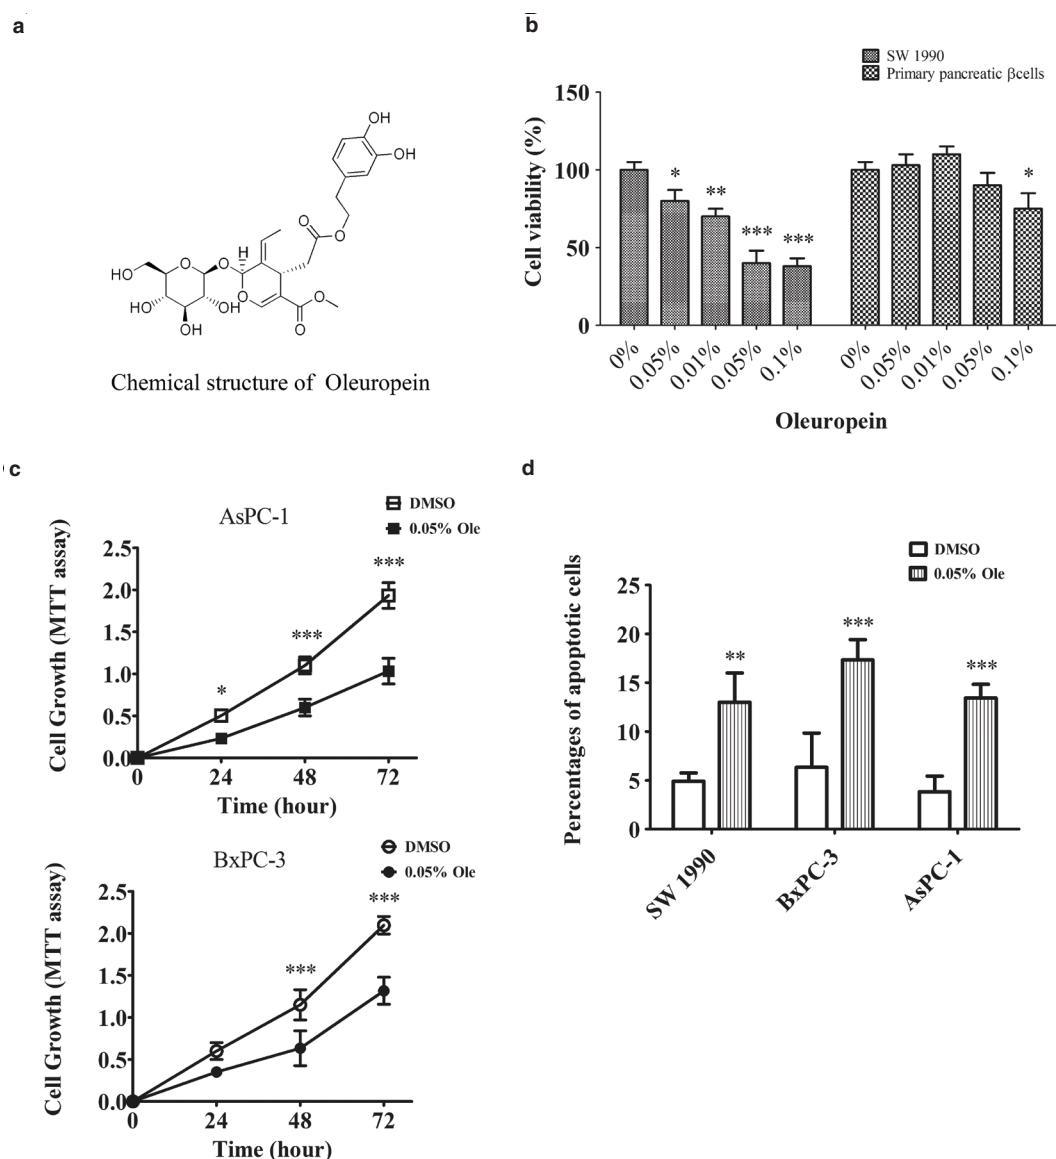 a
OH
OH
O
O
H
HO
O
O
O
HO
OH
OH
O
O
O
Chemical structure of Oleuropein
b
SW 1990
Primary pancreatic βcells
Cell viability (%)
150
100
50
0
*
**
***
***
*
0%
0.05%
0.01%
0.05%
0.1%
0%
0.05%
0.01%
0.05%
0.1%
Oleuropein
c
AsPC-1
DMSO
0.05% Ole
Cell Growth (MTT assay)
2.5
2.0
1.5
1.0
0.5
0.0
*
***
***
0
24
48
72
Time (hour)
BxPC-3
DMSO
0.05% Ole
Cell Growth (MTT assay)
2.5
2.0
1.5
1.0
0.5
0.0
***
***
0
24
48
72
Time (hour)
d
DMSO
0.05% Ole
Percentages of apoptotic cells
25
20
15
10
5
0
**
***
***
SW 1990
BxPC-3
AsPC-1